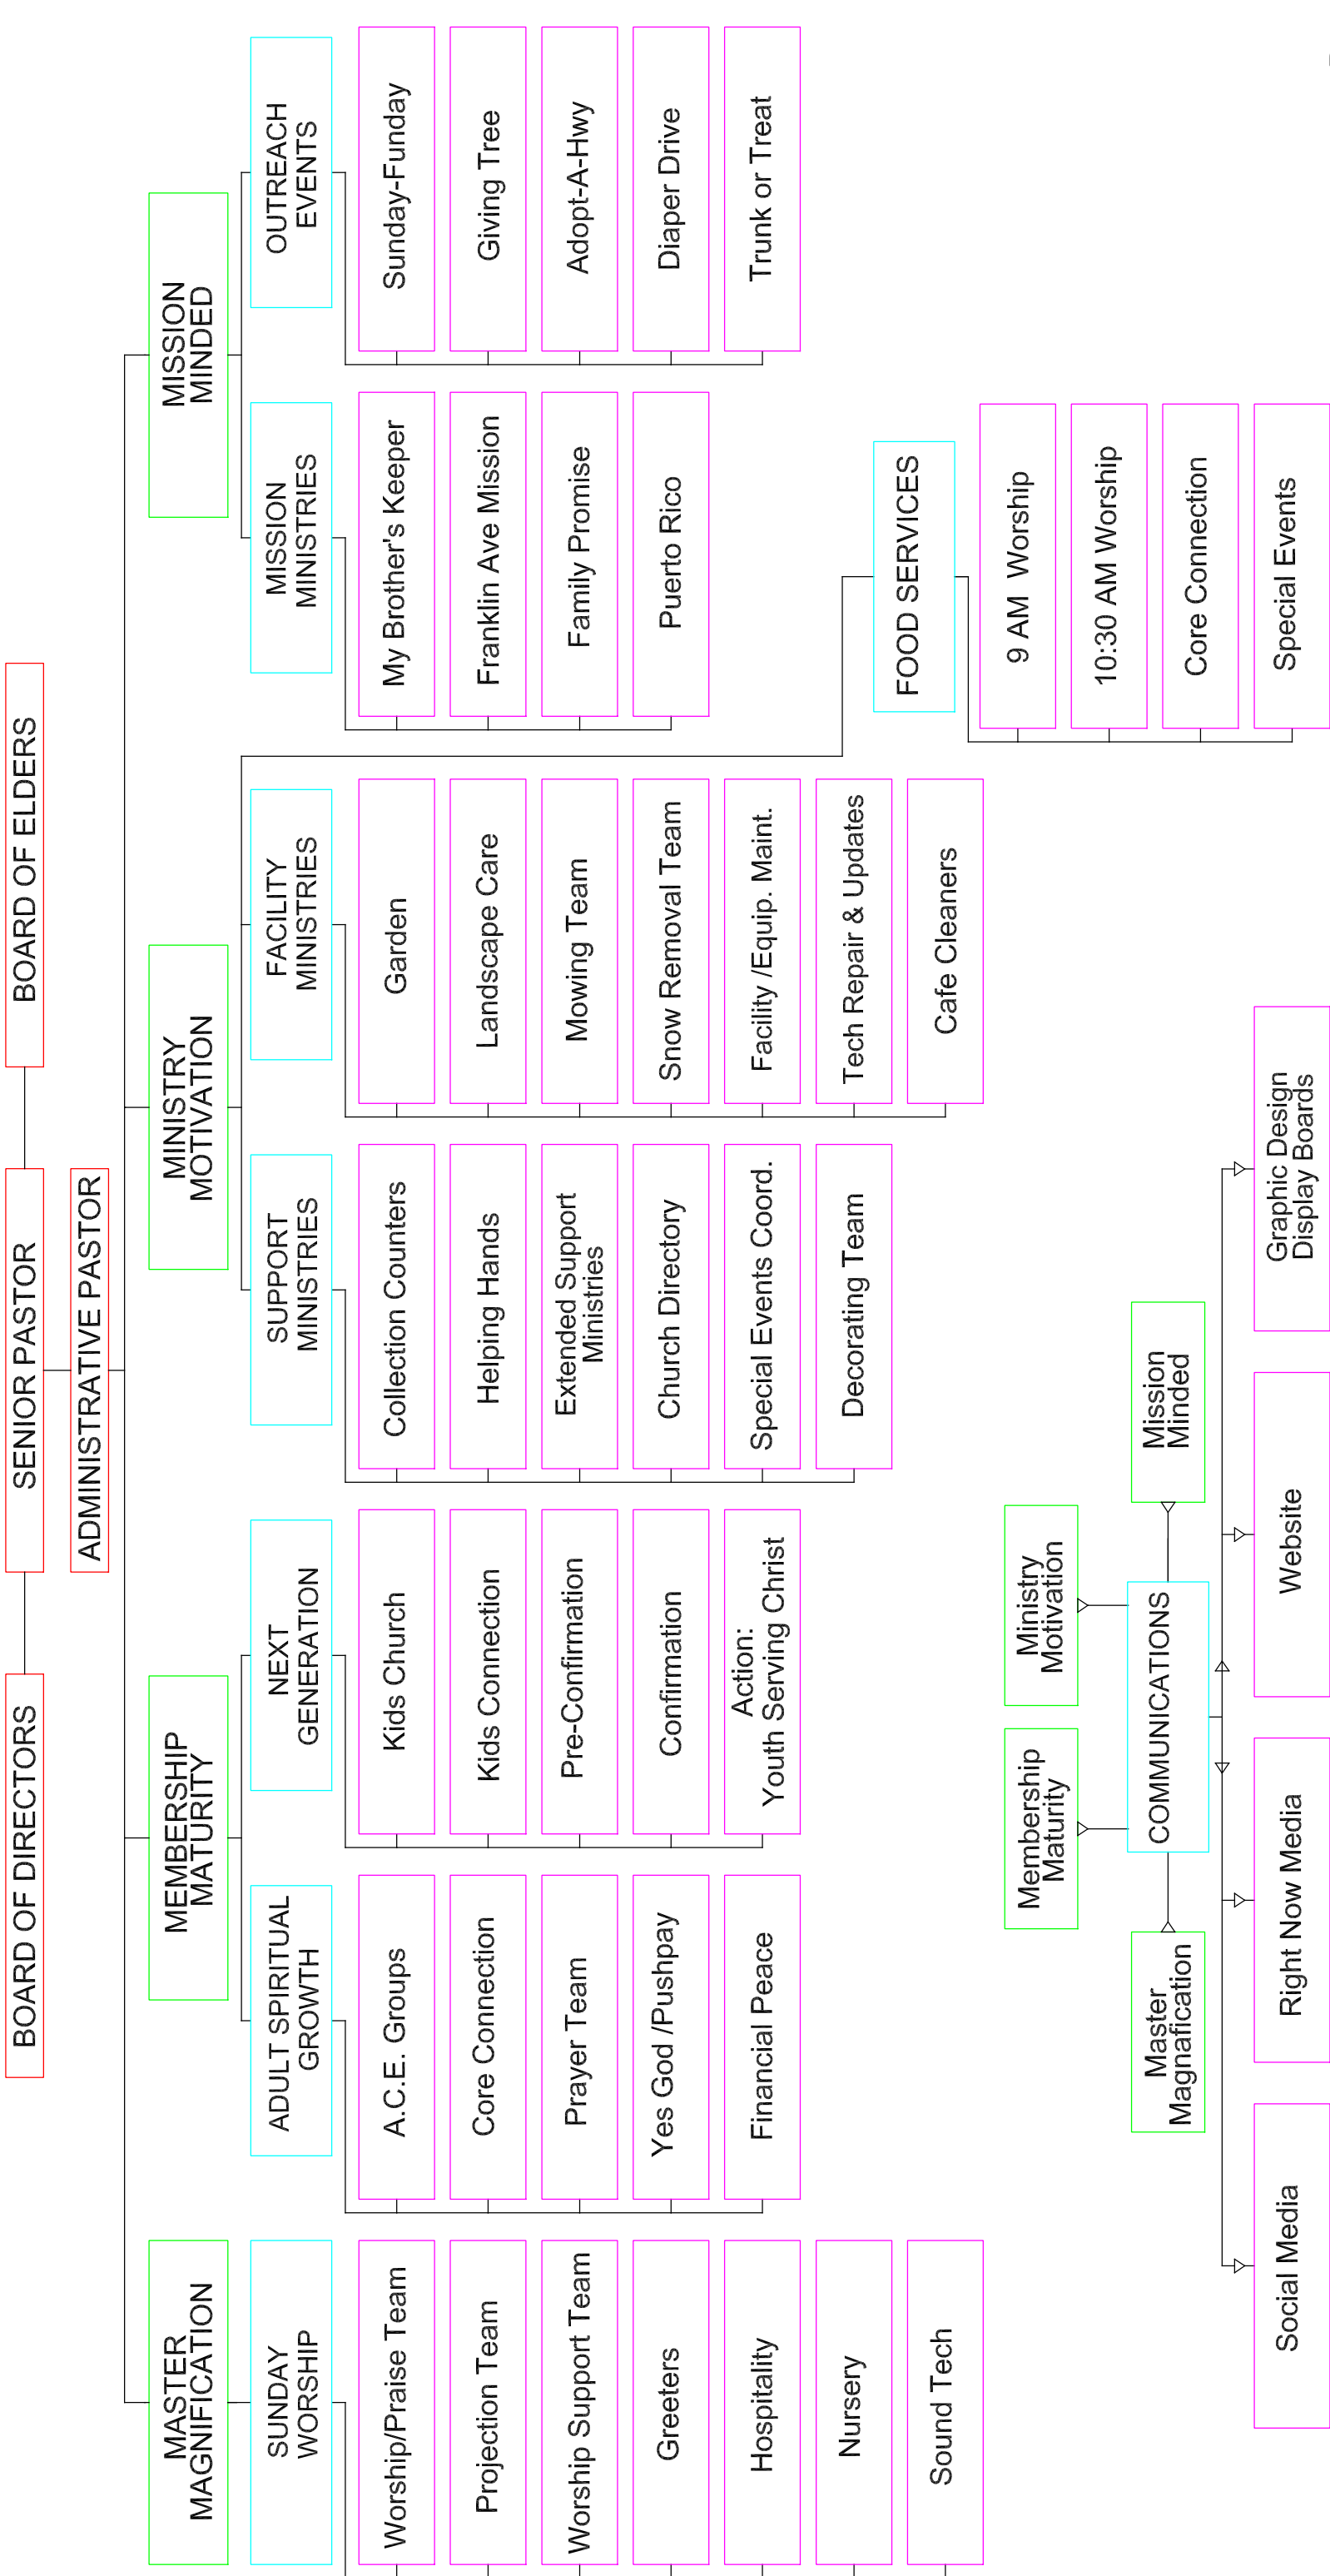 BOARD OF DIRECTORS
SENIOR PASTOR
BOARD OF ELDERS
ADMINISTRATIVE PASTOR
MASTER
MAGNIFICATION
MEMBERSHIP
MATURITY
MINISTRY
MOTIVATION
MISSION
MINDED
SUNDAY
WORSHIP
Worship/Praise Team
Projection Team
Worship Support Team
Greeters
Hospitality
Nursery
Sound Tech
ADULT SPIRITUAL
GROWTH
A.C.E. Groups
Core Connection
Prayer Team
Yes God /Pushpay
Financial Peace
NEXT
GENERATION
Kids Church
Kids Connection
Pre-Confirmation
Confirmation
Action:
Youth Serving Christ
SUPPORT
MINISTRIES
Collection Counters
Helping Hands
Extended Support
Ministries
Church Directory
Special Events Coord.
Decorating Team
FACILITY
MINISTRIES
Garden
Landscape Care
Mowing Team
Snow Removal Team
Facility /Equip. Maint.
Tech Repair & Updates
Cafe Cleaners
MISSION
MINISTRIES
My Brother's Keeper
Franklin Ave Mission
Family Promise
Puerto Rico
OUTREACH
EVENTS
Sunday-Funday
Giving Tree
Adopt-A-Hwy
Diaper Drive
Trunk or Treat
FOOD SERVICES
9 AM Worship
10:30 AM Worship
Core Connection
Special Events
Membership
Maturity
Ministry
Motivation
Master
Magnafication
COMMUNICATIONS
Mission
Minded
Social Media
Right Now Media
Website
Graphic Design
Display Boards